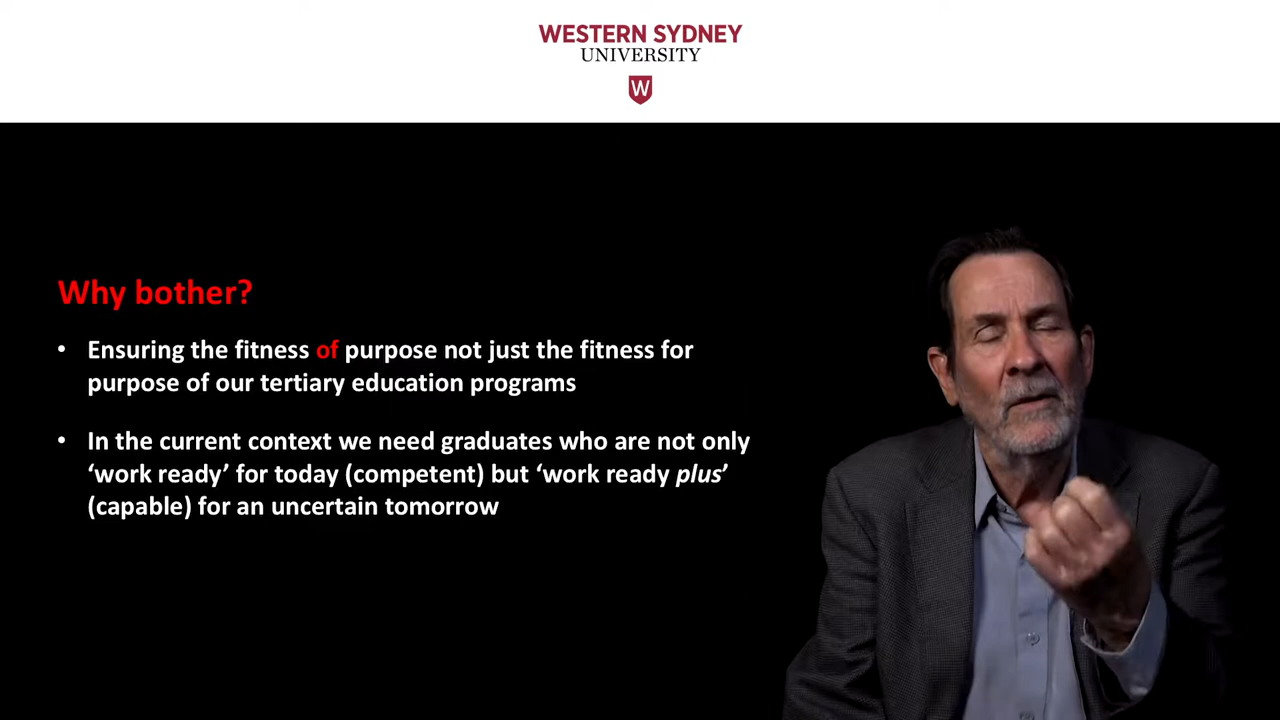 WESTERN SYDNEY
UNIVERSITY
W
Why bother?
• Ensuring the fitness of purpose not just the fitness for
purpose of our tertiary education programs
• In the current context we need graduates who are not only
‘work ready’ for today (competent) but ‘work ready plus’
(capable) for an uncertain tomorrow